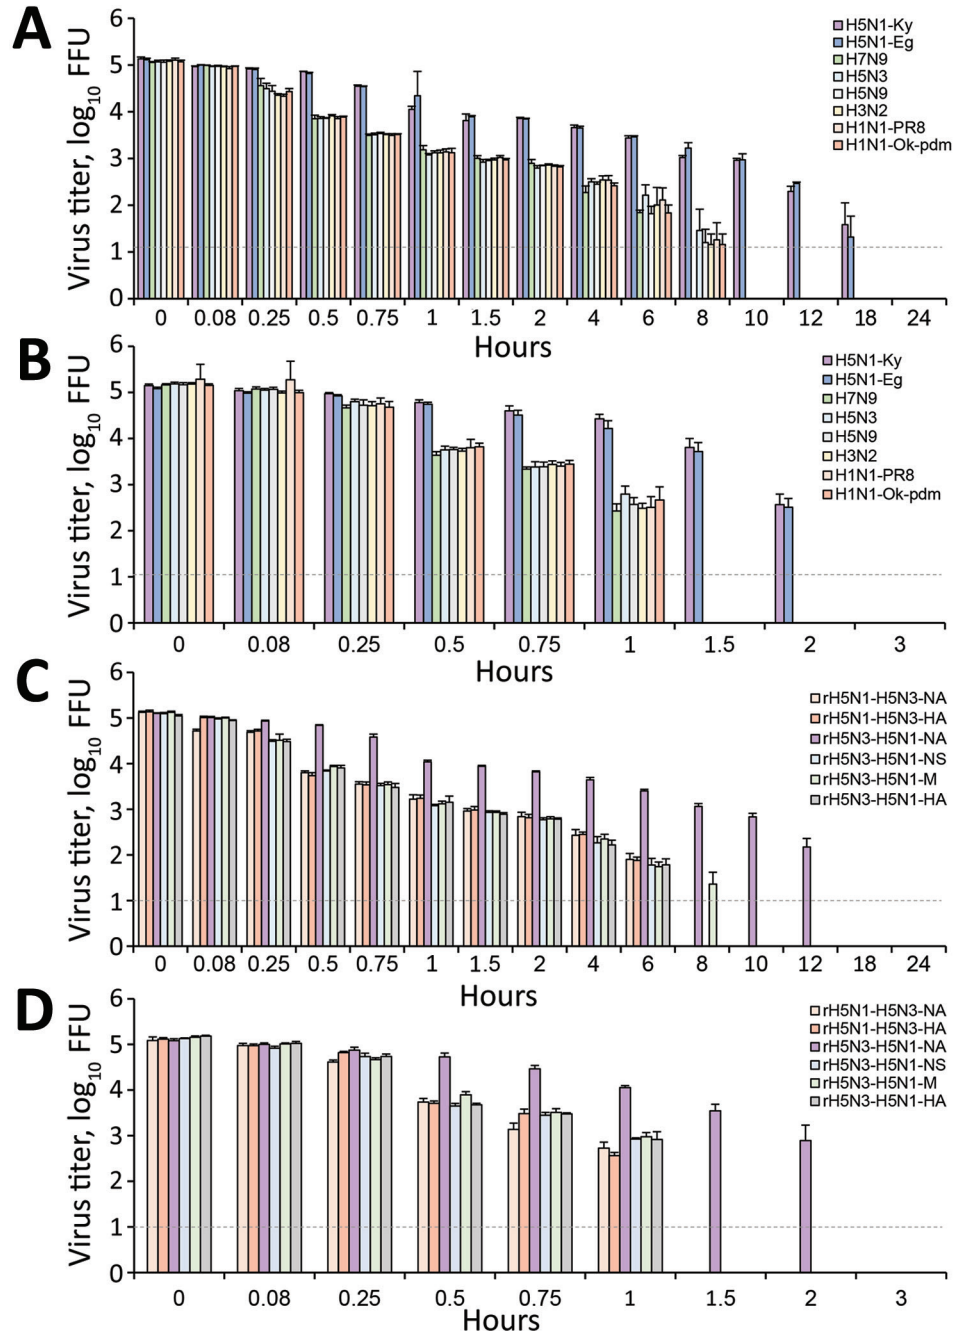 A
Virus titer, log10 FFU
6
5
4
3
2
1
0
0 0.08 0.25 0.5 0.75 1 1.5 2 4 6 8 10 12 18 24
Hours
H5N1-Ky
H5N1-Eg
H7N9
H5N3
H5N9
H3N2
H1N1-PR8
H1N1-Ok-pdm
B
Virus titer, log10 FFU
6
5
4
3
2
1
0
0 0.08 0.25 0.5 0.75 1 1.5 2 3
Hours
H5N1-Ky
H5N1-Eg
H7N9
H5N3
H5N9
H3N2
H1N1-PR8
H1N1-Ok-pdm
C
Virus titer, log10 FFU
6
5
4
3
2
1
0
0 0.08 0.25 0.5 0.75 1 1.5 2 4 6 8 10 12 18 24
Hours
rH5N1-H5N3-NA
rH5N1-H5N3-HA
rH5N3-H5N1-NA
rH5N3-H5N1-NS
rH5N3-H5N1-M
rH5N3-H5N1-HA
D
Virus titer, log10 FFU
6
5
4
3
2
1
0
0 0.08 0.25 0.5 0.75 1 1.5 2 3
Hours
rH5N1-H5N3-NA
rH5N1-H5N3-HA
rH5N3-H5N1-NA
rH5N3-H5N1-NS
rH5N3-H5N1-M
rH5N3-H5N1-HA